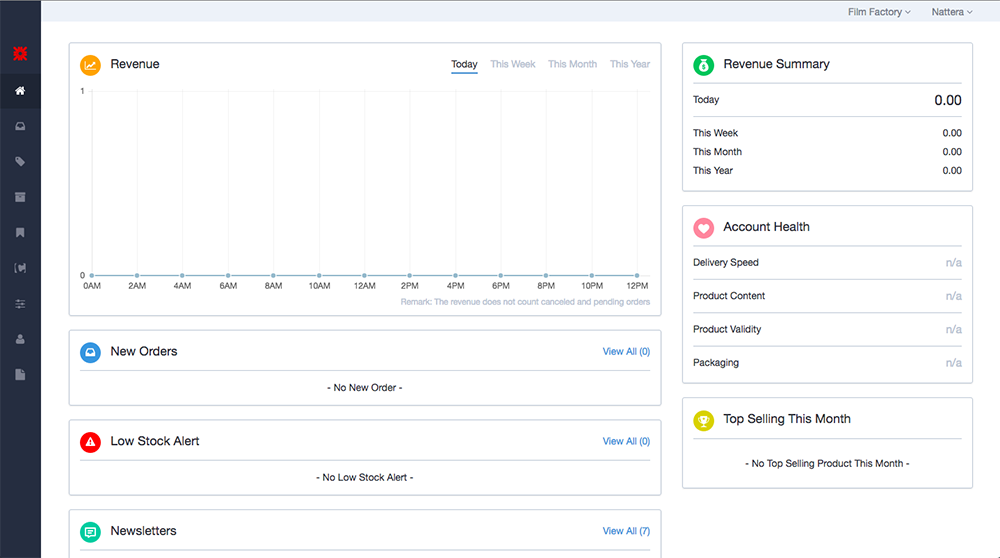 Film Factory
Nattera
Revenue
Today This Week This Month This Year
1
0
0AM 2AM 4AM 6AM 8AM 10AM 12AM 2PM 4PM 6PM 8PM 10PM 12PM
Remark: The revenue does not count canceled and pending orders
New Orders
View All (0)
- No New Order -
Low Stock Alert
View All (0)
- No Low Stock Alert -
Newsletters
View All (7)
Revenue Summary
Today 0.00
This Week 0.00
This Month 0.00
This Year 0.00
Account Health
Delivery Speed n/a
Product Content n/a
Product Validity n/a
Packaging n/a
Top Selling This Month
- No Top Selling Product This Month -